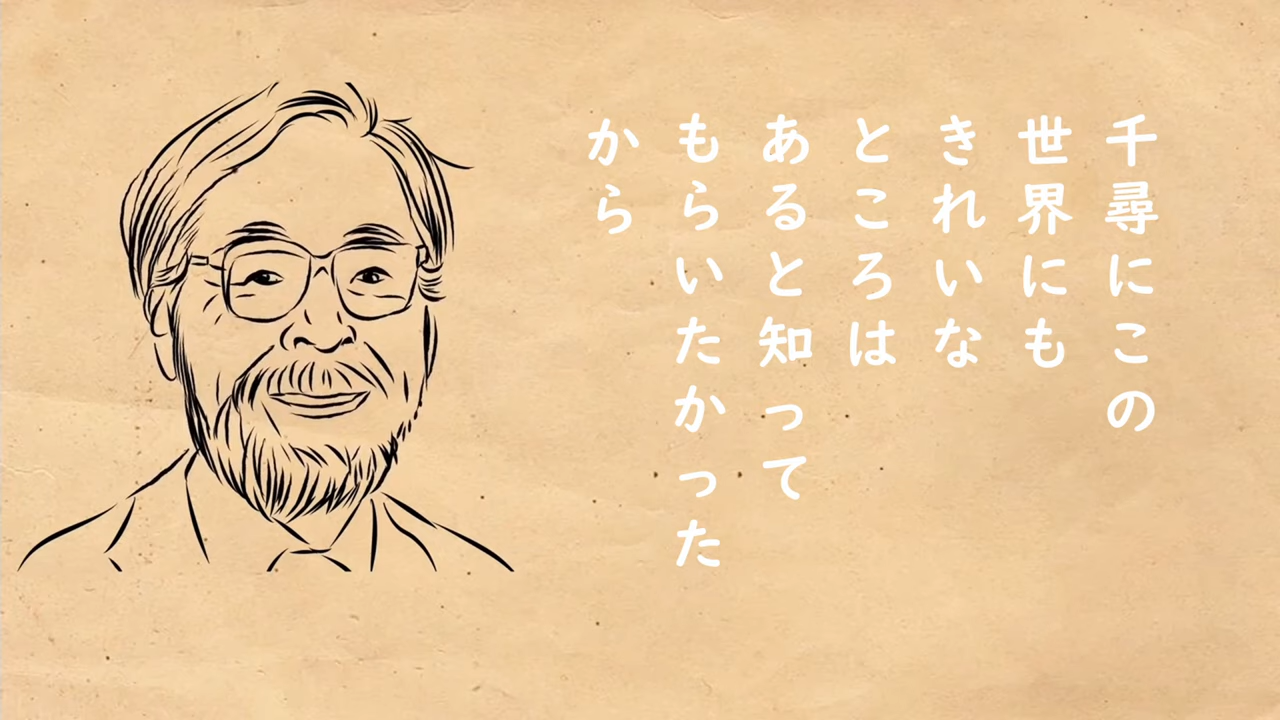 千尋にこの
世界にも
きれいな
ところは
あると知って
もらいたかった
から